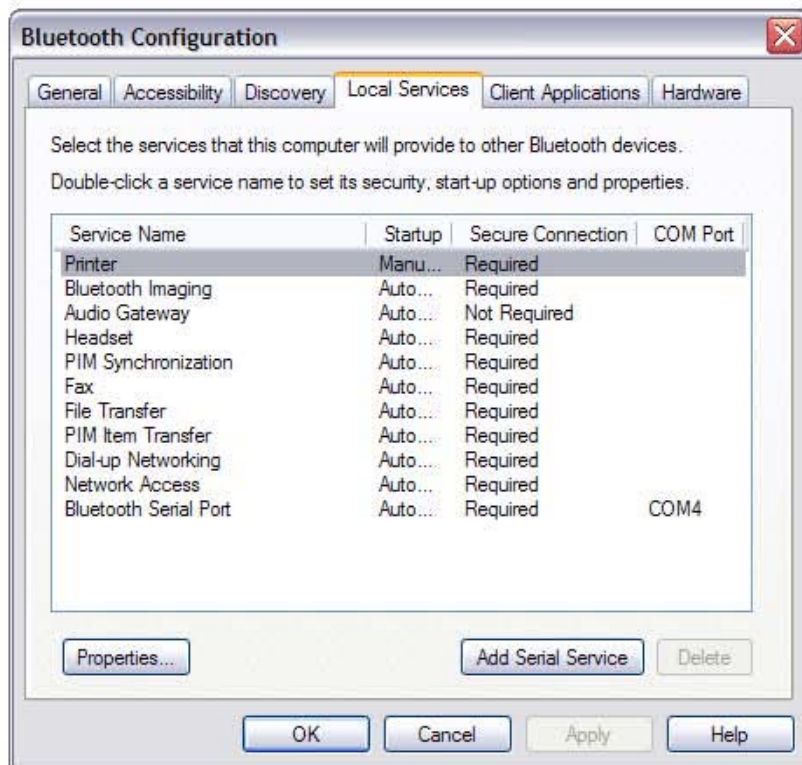 Bluetooth Configuration
General Accessibility Discovery Local Services Client Applications Hardware
Select the services that this computer will provide to other Bluetooth devices.
Double-click a service name to set its security, start-up options and properties.
Service Name Startup Secure Connection COM Port
Printer Manu... Required
Bluetooth Imaging Auto... Required
Audio Gateway Auto... Not Required
Headset Auto... Required
PIM Synchronization Auto... Required
Fax Auto... Required
File Transfer Auto... Required
PIM Item Transfer Auto... Required
Dial-up Networking Auto... Required
Network Access Auto... Required
Bluetooth Serial Port Auto... Required COM4
Properties... Add Serial Service Delete
OK Cancel Apply Help